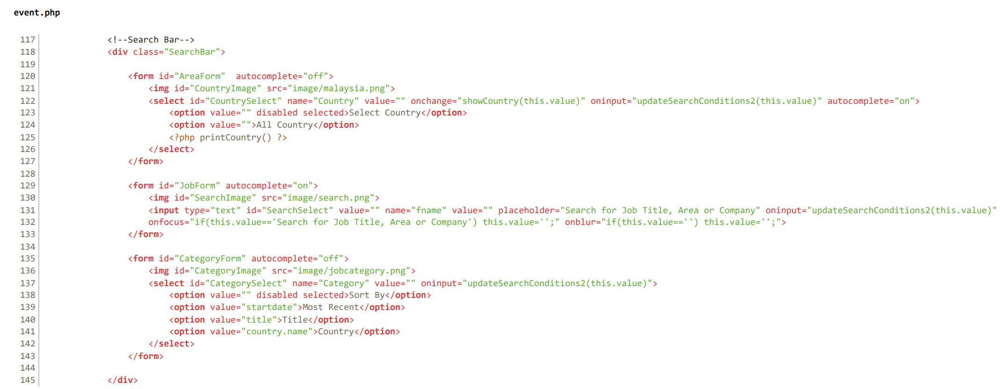 event.php
117 <!--Search Bar-->
118 <div class="SearchBar">
119
120 <form id="AreaForm"  autocomplete="off">
121 <img id="CountryImage" src="image/malaysia.png">
122 <select id="CountrySelect" name="Country" value="" onchange="showCountry(this.value)" oninput="updateSearchConditions2(this.value)" autocomplete="on">
123 <option value="" disabled selected>Select Country</option>
124 <option value="">All Country</option>
125 <?php printCountry() ?>
126 </select>
127 </form>
128
129 <form id="JobForm" autocomplete="on">
130 <img id="SearchImage" src="image/search.png">
131 <input type="text" id="SearchSelect" value="" name="fname" value="" placeholder="Search for Job Title, Area or Company" oninput="updateSearchConditions2(this.value)"
132 onfocus="if(this.value=='Search for Job Title, Area or Company') this.value='';" onblur="if(this.value=='') this.value='';">
133 </form>
134
135 <form id="CategoryForm" autocomplete="off">
136 <img id="CategoryImage" src="image/jobcategory.png">
137 <select id="CategorySelect" name="Category" value="" oninput="updateSearchConditions2(this.value)">
138 <option value="" disabled selected>Sort By</option>
139 <option value="startdate">Most Recent</option>
140 <option value="title">Title</option>
141 <option value="country.name">Country</option>
142 </select>
143 </form>
144
145 </div>